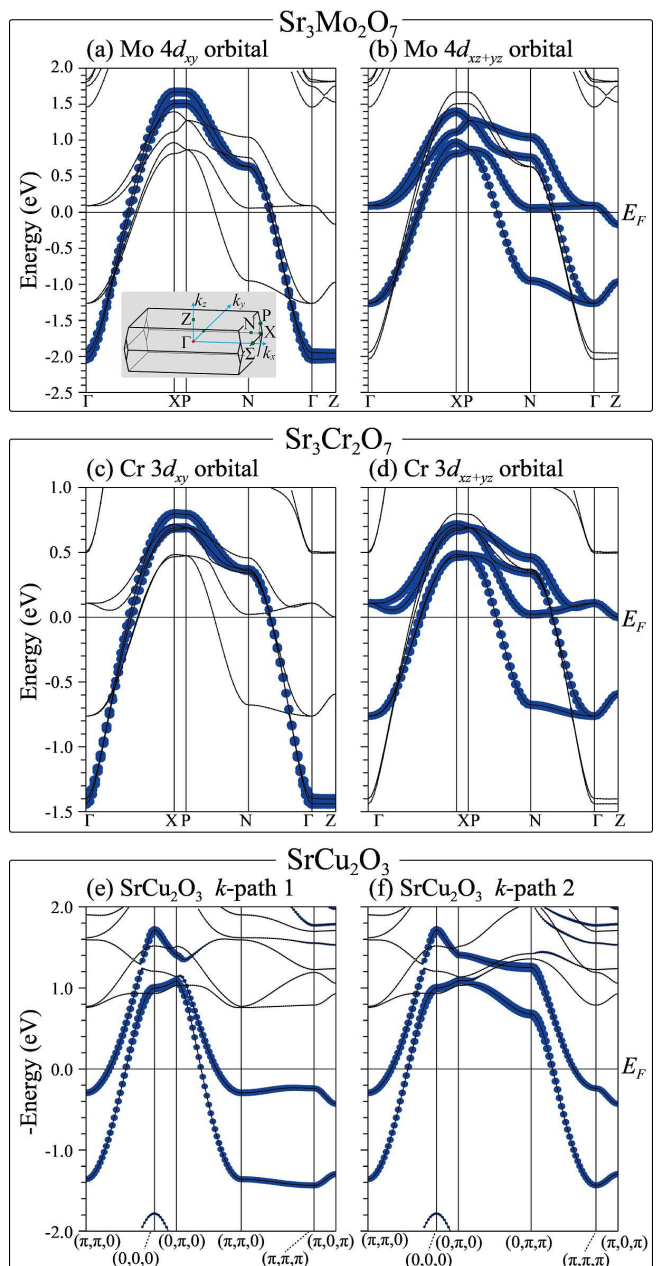 Sr3Mo2O7
(a) Mo 4dxy orbital
(b) Mo 4dxz+yz orbital
2.0
1.5
1.0
0.5
0.0
-0.5
-1.0
-1.5
-2.0
-2.5
Energy (eV)
EF
kz
ky
kx
Z
Γ
N
P
X
Σ
Γ X P N Γ Z
Γ X P N Γ Z
Sr3Cr2O7
(c) Cr 3dxy orbital
(d) Cr 3dxz+yz orbital
1.0
0.5
0.0
-0.5
-1.0
-1.5
Energy (eV)
EF
Γ X P N Γ Z
Γ X P N Γ Z
SrCu2O3
(e) SrCu2O3 k-path 1
(f) SrCu2O3 k-path 2
2.0
1.0
0.0
-1.0
-2.0
-Energy (eV)
EF
(π,π,0) (0,π,0) (π,π,0) (π,0,π)
(0,0,0) (π,π,π)
(π,π,0) (0,π,0) (0,π,π) (π,0,π)
(0,0,0) (π,π,π)